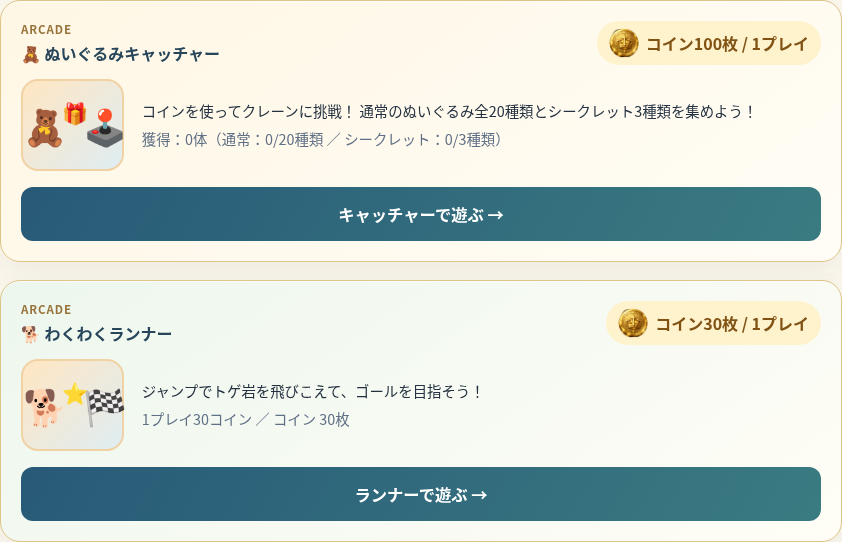 ARCADE
ぬいぐるみキャッチャー
コイン100枚 / 1プレイ
コインを使ってクレーンに挑戦！ 通常のぬいぐるみ全20種類とシークレット3種類を集めよう！
獲得：0体（通常：0/20種類 ／ シークレット：0/3種類）
キャッチャーで遊ぶ →
ARCADE
わくわくランナー
コイン30枚 / 1プレイ
ジャンプでトゲ岩を飛びこえて、ゴールを目指そう！
1プレイ30コイン ／ コイン 30枚
ランナーで遊ぶ →